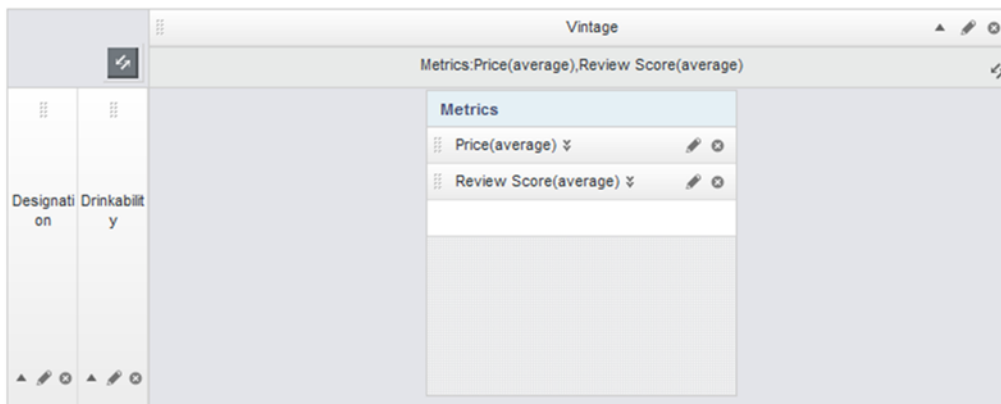 Vintage
Metrics:Price(average),Review Score(average)
Metrics
Price(average)
Review Score(average)
Designati
on
Drinkabilit
y